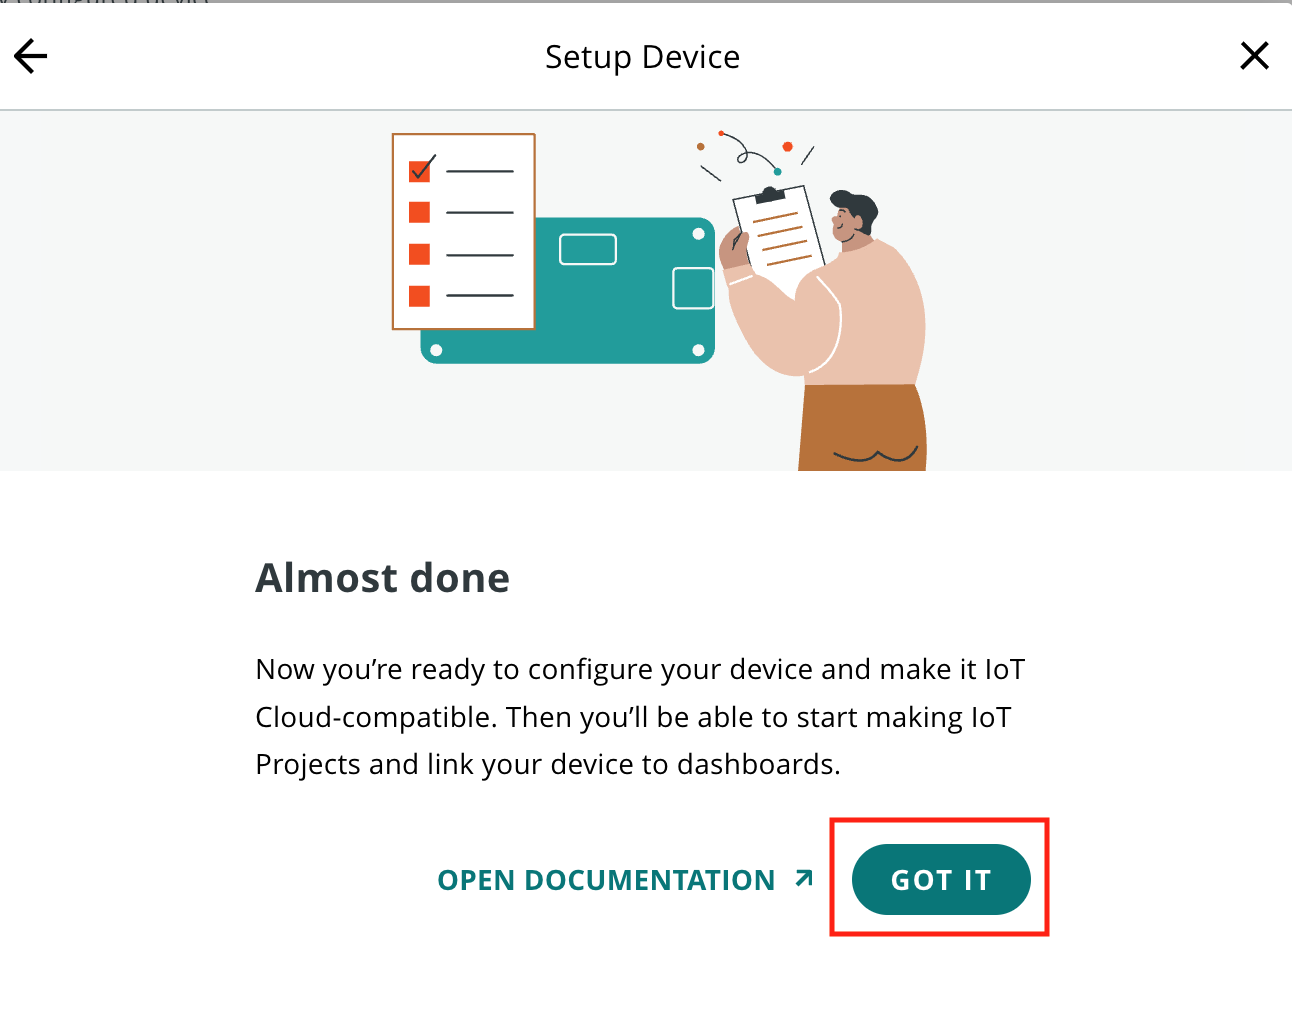 Setup Device
Almost done
Now you’re ready to configure your device and make it IoT
Cloud-compatible. Then you’ll be able to start making IoT
Projects and link your device to dashboards.
OPEN DOCUMENTATION
GOT IT